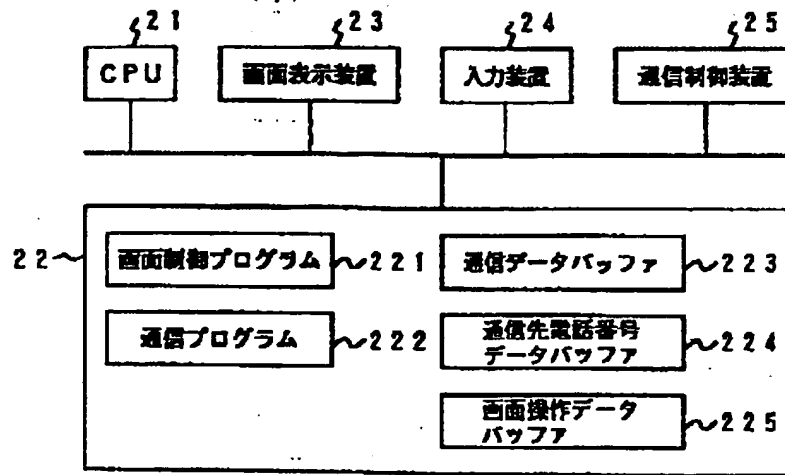 21
23
24
25
CPU
画面表示装置
入力装置
通信制御装置
22
画面制御プログラム
221
通信データバッファ
223
通信プログラム
222
通信先電話番号
データバッファ
224
画面操作データ
バッファ
225